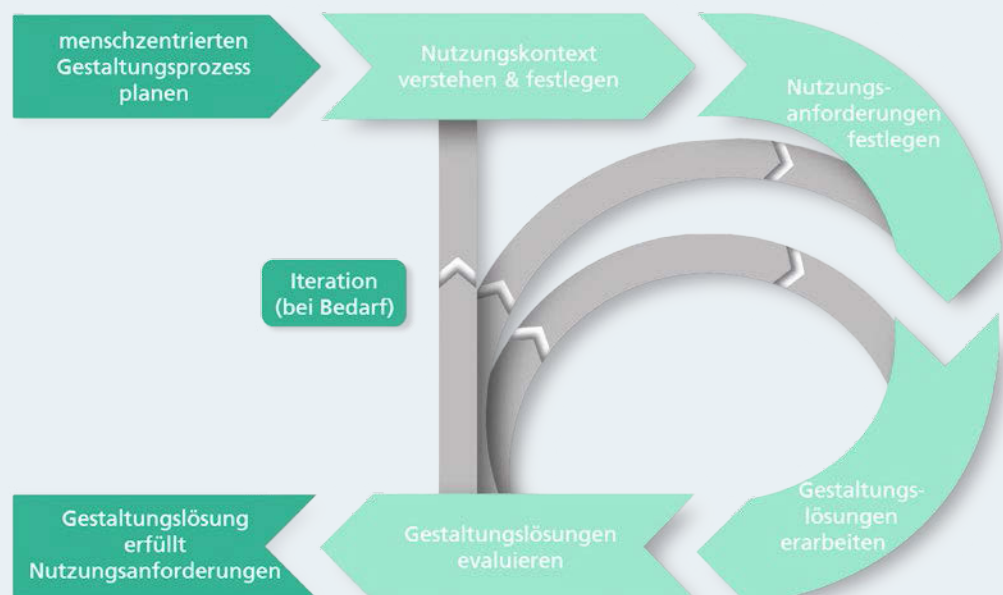 menschzentrierten
Gestaltungsprozess
planen
Nutzungskontext
verstehen & festlegen
Nutzungs-
anforderungen
festlegen
Iteration
(bei Bedarf)
Gestaltungs-
lösungen
erarbeiten
Gestaltungslösungen
evaluieren
Gestaltungslösung
erfüllt
Nutzungsanforderungen